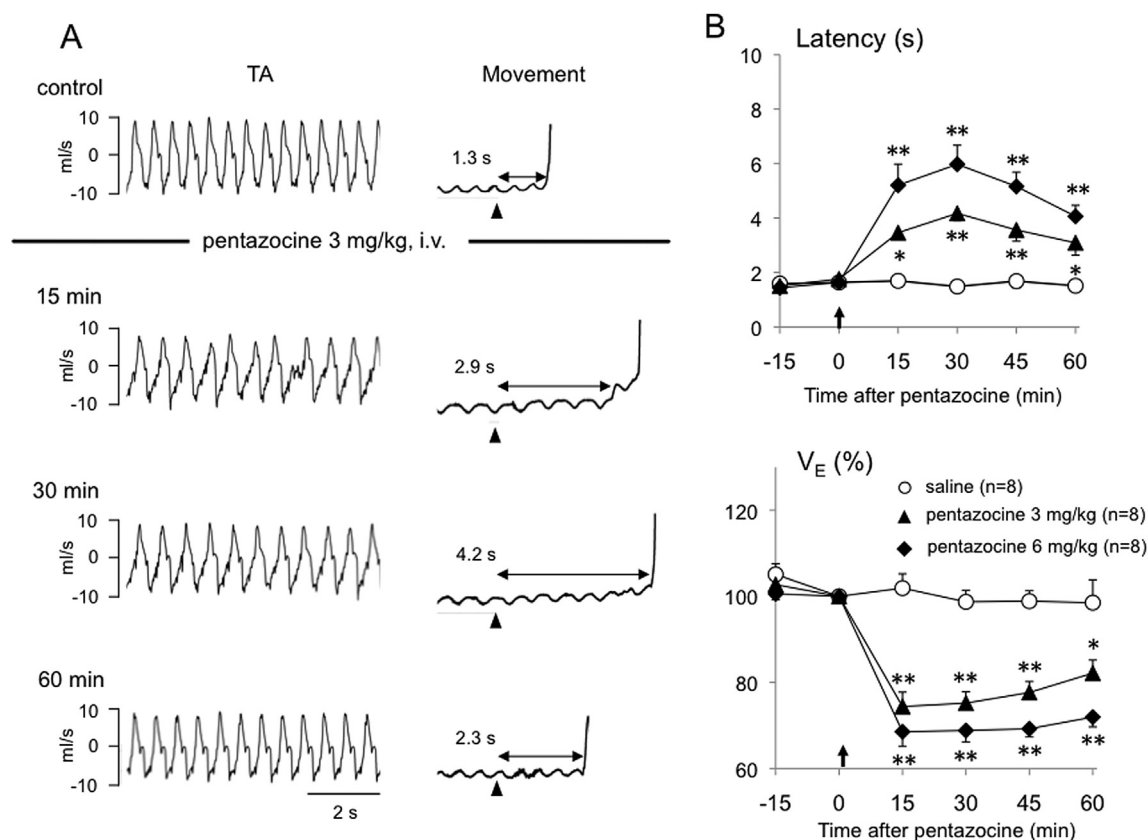 A
TA
Movement
control
10
0
-10
ml/s
1.3 s
pentazocine 3 mg/kg, i.v.
15 min
10
0
-10
ml/s
2.9 s
30 min
10
0
-10
ml/s
4.2 s
60 min
10
0
-10
ml/s
2.3 s
2 s
B
Latency (s)
10
8
6
4
2
0
** ** ** **
* ** ** *
-15 0 15 30 45 60
Time after pentazocine (min)
VE (%)
saline (n=8)
pentazocine 3 mg/kg (n=8)
pentazocine 6 mg/kg (n=8)
120
100
80
60
** ** ** *
** ** ** **
-15 0 15 30 45 60
Time after pentazocine (min)